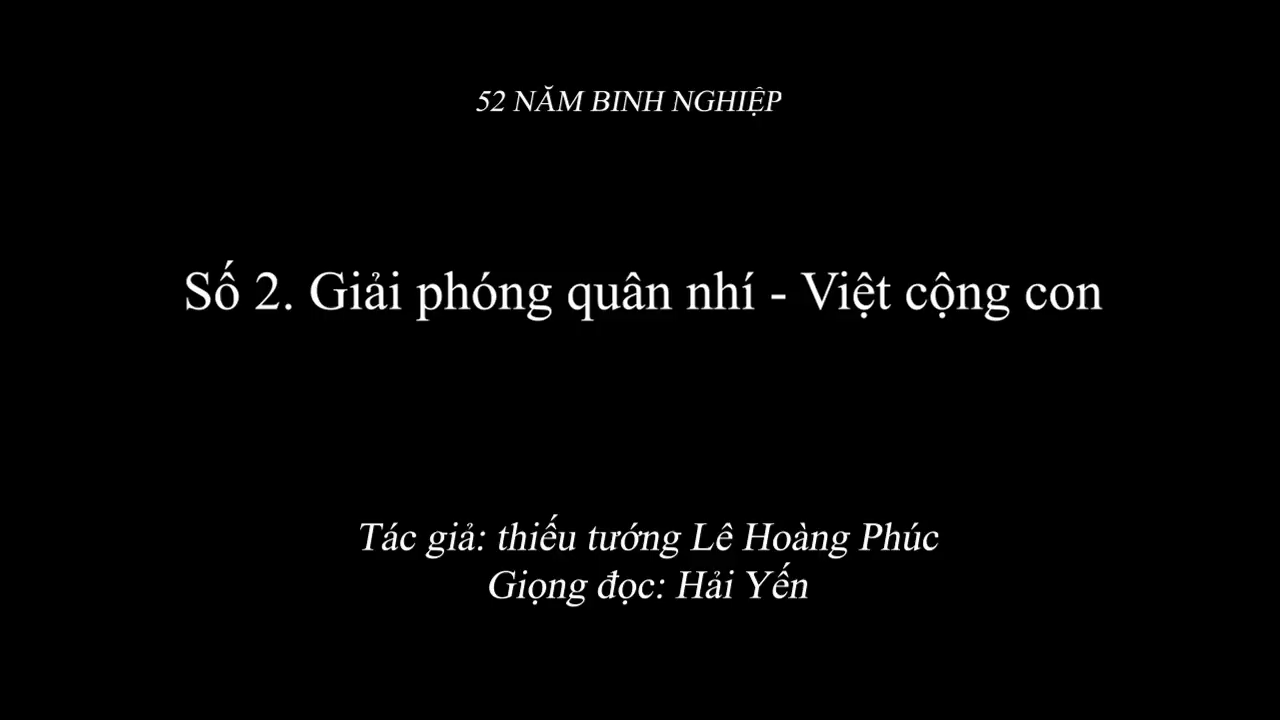 52 NĂM BINH NGHIỆP
Số 2. Giải phóng quân nhí - Việt cộng con
Tác giả: thiếu tướng Lê Hoàng Phúc
Giọng đọc: Hải Yến